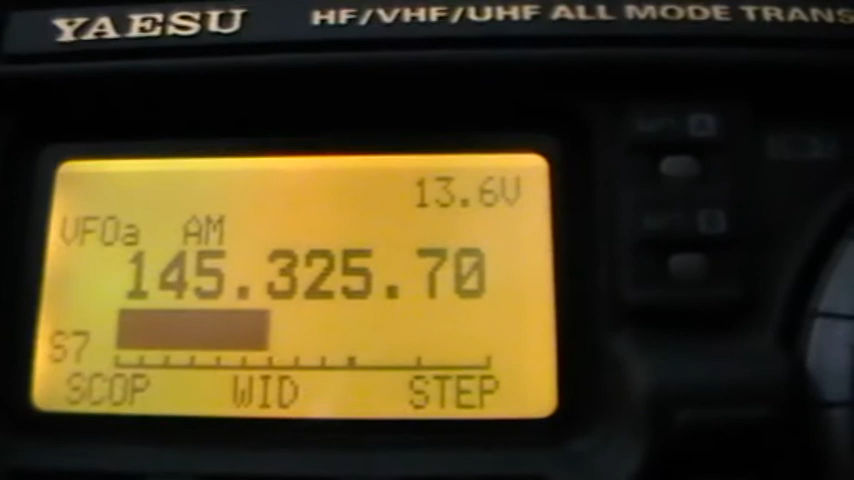 YAESU HF/VHF/UHF ALL MODE TRANS
13.6V
VFOa AM
145.325.70
S7
SCOP WID STEP